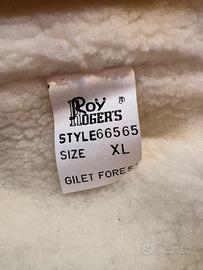 Roy
ROGER'S ®
STYLE66565
SIZE XL
GILET FORES